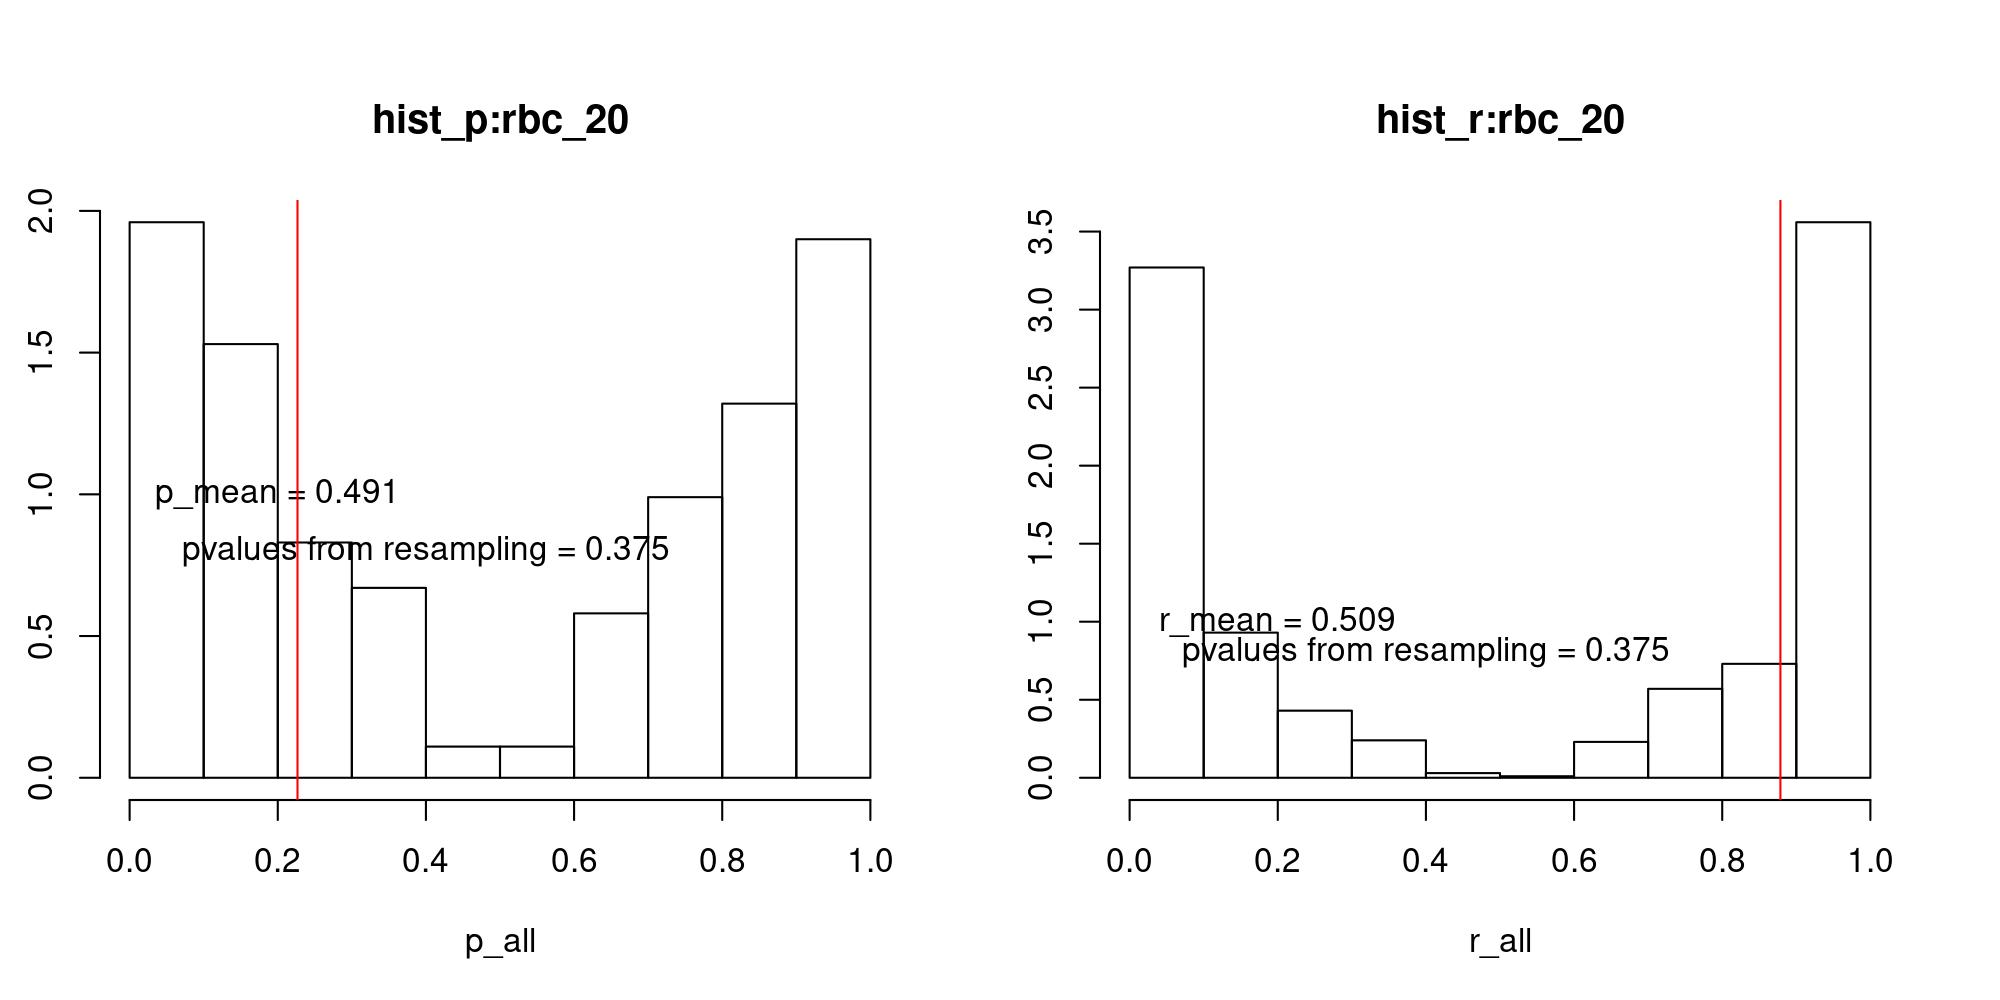 hist_p:rbc_20
2.0
1.5
1.0
0.5
0.0
p_mean = 0.491
pvalues from resampling = 0.375
0.0 0.2 0.4 0.6 0.8 1.0
p_all
hist_r:rbc_20
3.5
3.0
2.5
2.0
1.5
1.0
0.5
0.0
r_mean = 0.509
pvalues from resampling = 0.375
0.0 0.2 0.4 0.6 0.8 1.0
r_all